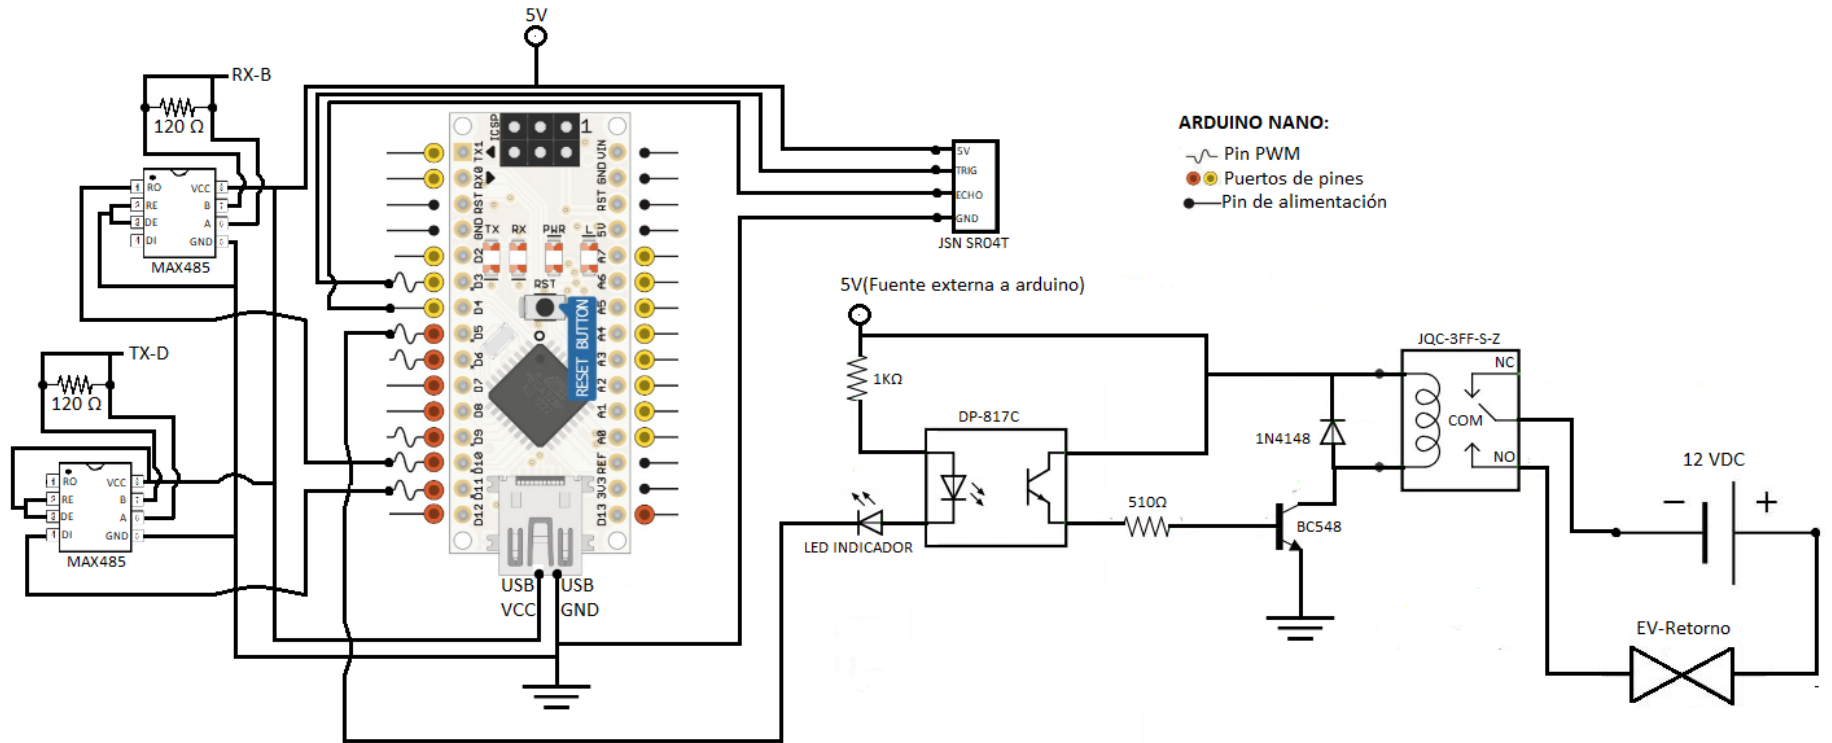 5V
RX-B
120 Ω
RO
RE
DE
DI
VCC
B
A
GND
MAX485
TX-D
120 Ω
RO
RE
DE
DI
VCC
B
A
GND
MAX485
ICSP
1
TX1
RX0
RST
GND
D2
D3
D4
D5
D6
D7
D8
D9
D10
D11
D12
VIN
GND
RST
5V
A7
A6
A5
A4
A3
A2
A1
A0
REF
3V3
D13
TX RX PWR L
RST
RESET BUTTON
USB USB
VCC GND
5V
TRIG
ECHO
GND
JSN SR04T
ARDUINO NANO:
Pin PWM
Puertos de pines
Pin de alimentación
5V(Fuente externa a arduino)
1KΩ
DP-817C
LED INDICADOR
510Ω
1N4148
BC548
JQC-3FF-S-Z
NC
COM
NO
12 VDC
− +
EV-Retorno